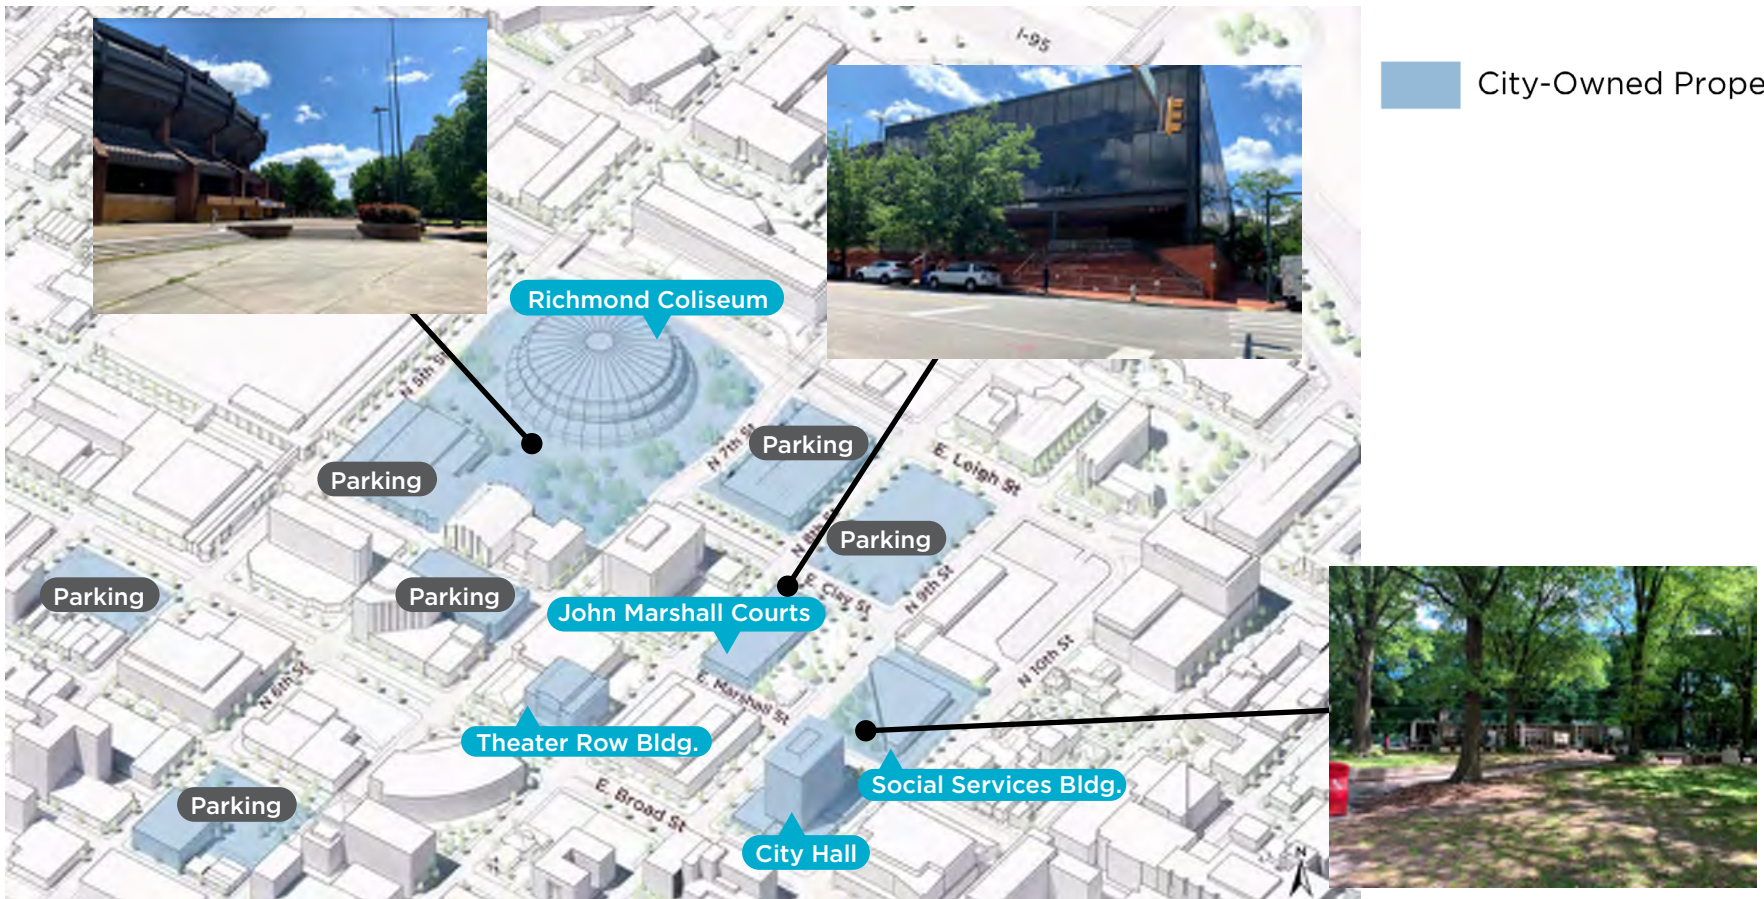 I-95
City-Owned Prope
Richmond Coliseum
N 5th St
N 7th St
Parking
E. Leigh St
Parking
N 8th St
Parking
E. Clay St
N 9th St
Parking
Parking
John Marshall Courts
N 6th St
E. Marshall St
N 10th St
Theater Row Bldg.
Social Services Bldg.
E. Broad St
Parking
City Hall
N